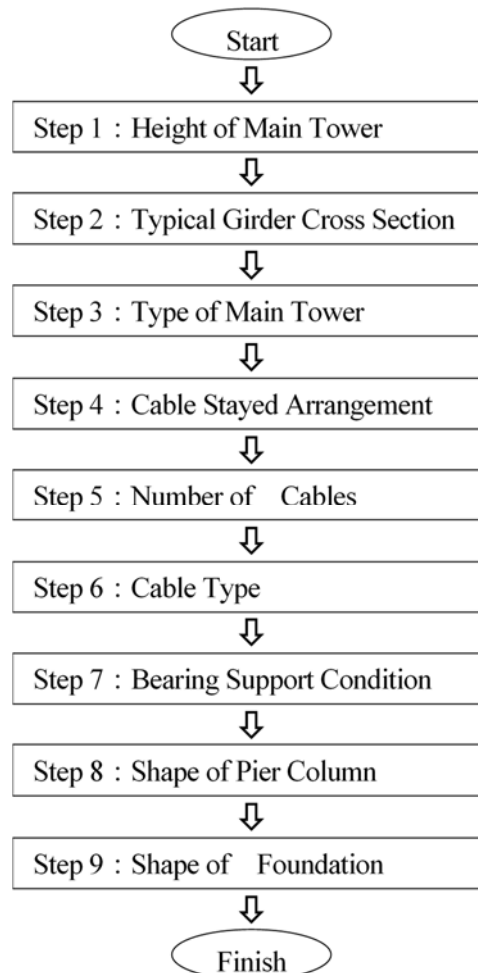 Start
Step 1：Height of Main Tower
Step 2：Typical Girder Cross Section
Step 3：Type of Main Tower
Step 4：Cable Stayed Arrangement
Step 5：Number of Cables
Step 6：Cable Type
Step 7：Bearing Support Condition
Step 8：Shape of Pier Column
Step 9：Shape of Foundation
Finish